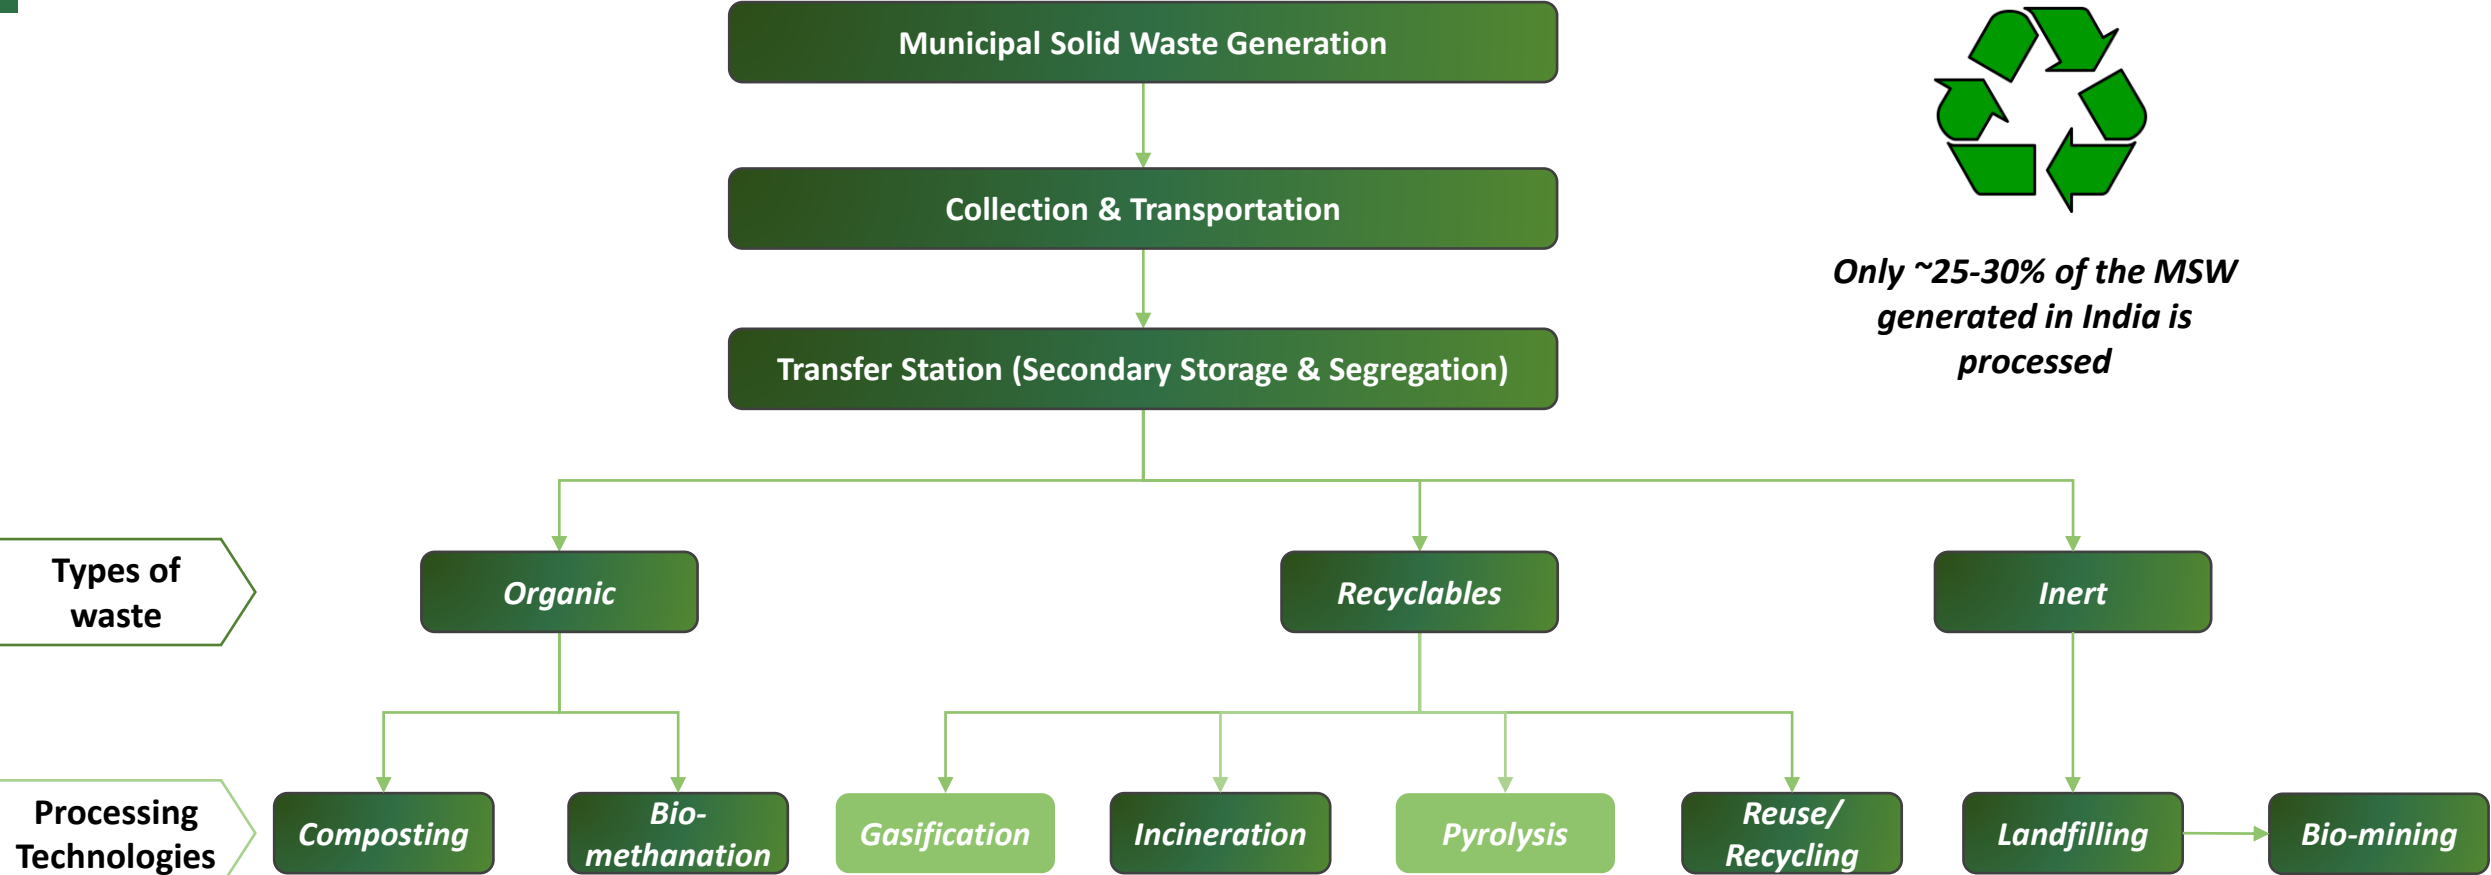 Municipal Solid Waste Generation
Collection & Transportation
Only ~25-30% of the MSW
generated in India is
processed
Transfer Station (Secondary Storage & Segregation)
Types of
waste
Organic
Recyclables
Inert
Processing
Technologies
Composting
Bio-
methanation
Gasification
Incineration
Pyrolysis
Reuse/
Recycling
Landfilling
Bio-mining